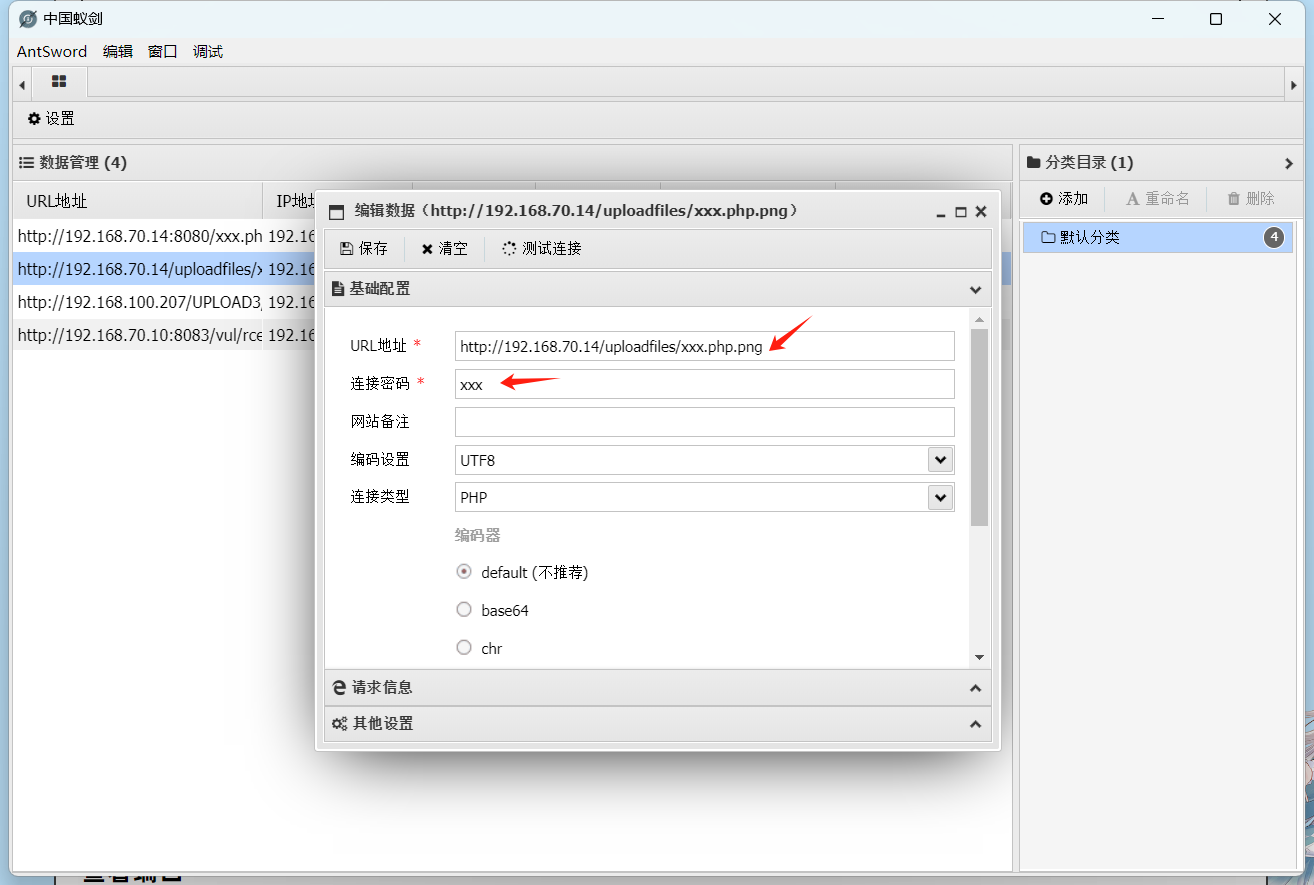 中国蚁剑
AntSword 编辑 窗口 调试
设置
数据管理 (4)
URL地址 IP地
http://192.168.70.14:8080/xxx.ph 192.16
http://192.168.70.14/uploadfiles/x 192.16
http://192.168.100.207/UPLOAD3, 192.16
http://192.168.70.10:8083/vul/rce 192.16
分类目录 (1)
添加 重命名 删除
默认分类 4
编辑数据（http://192.168.70.14/uploadfiles/xxx.php.png）
保存 清空 测试连接
基础配置
URL地址 * http://192.168.70.14/uploadfiles/xxx.php.png
连接密码 * xxx
网站备注
编码设置 UTF8
连接类型 PHP
编码器
default (不推荐)
base64
chr
请求信息
其他设置